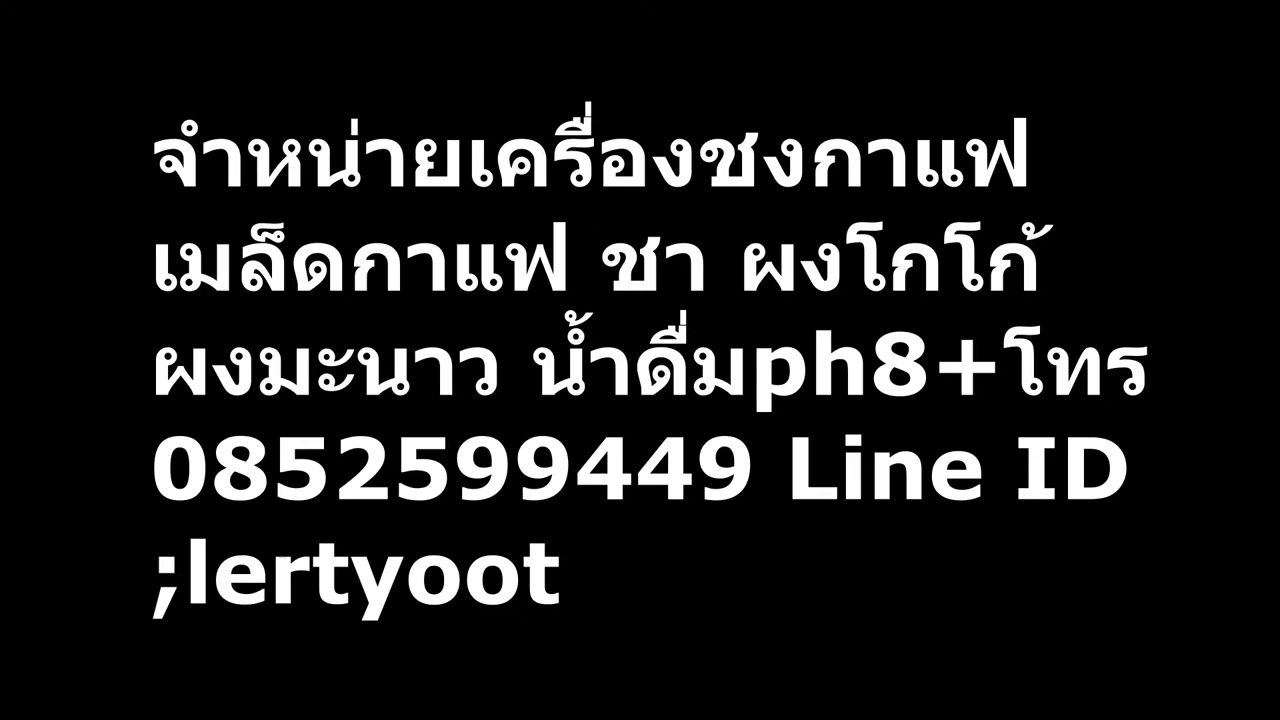 จำหน่ายเครื่องชงกาแฟ
เมล็ดกาแฟ ชา ผงโกโก้
ผงมะนาว น้ำดื่มph8+โทร
0852599449 Line ID
;lertyoot